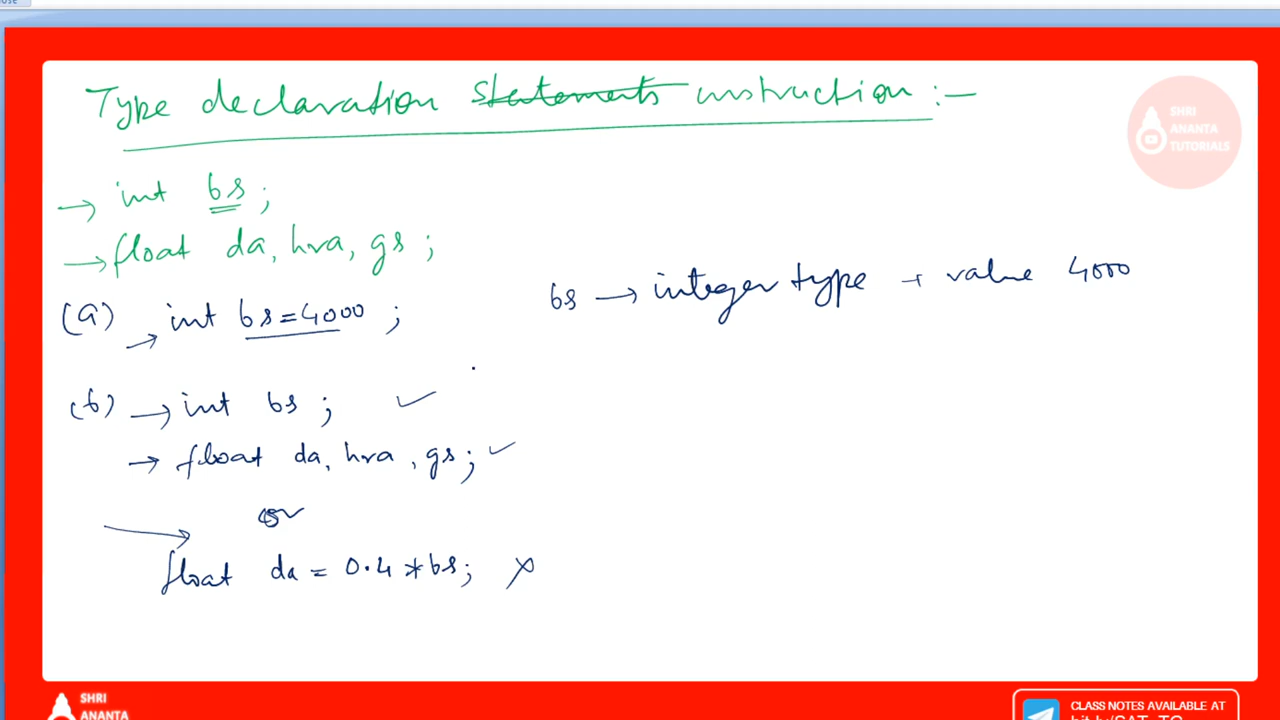 Type declaration statements instruction :-
SHRI
ANANTA
TUTORIALS
→ int bs;
→ float da, hra, gs;
(a) → int bs=4000;
bs → integer type + value 4000
(b) → int bs; ✓
→ float da, hra, gs; ✓
or
→ float da = 0.4 * bs; ✗
SHRI
ANANTA
CLASS NOTES AVAILABLE AT